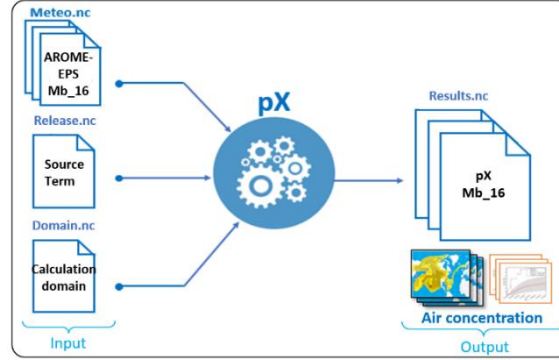 Meteo.nc
AROME-
EPS
Mb_16
Release.nc
Source
Term
Domain.nc
Calculation
domain
Input
pX
Results.nc
pX
Mb_16
Air concentration
Output